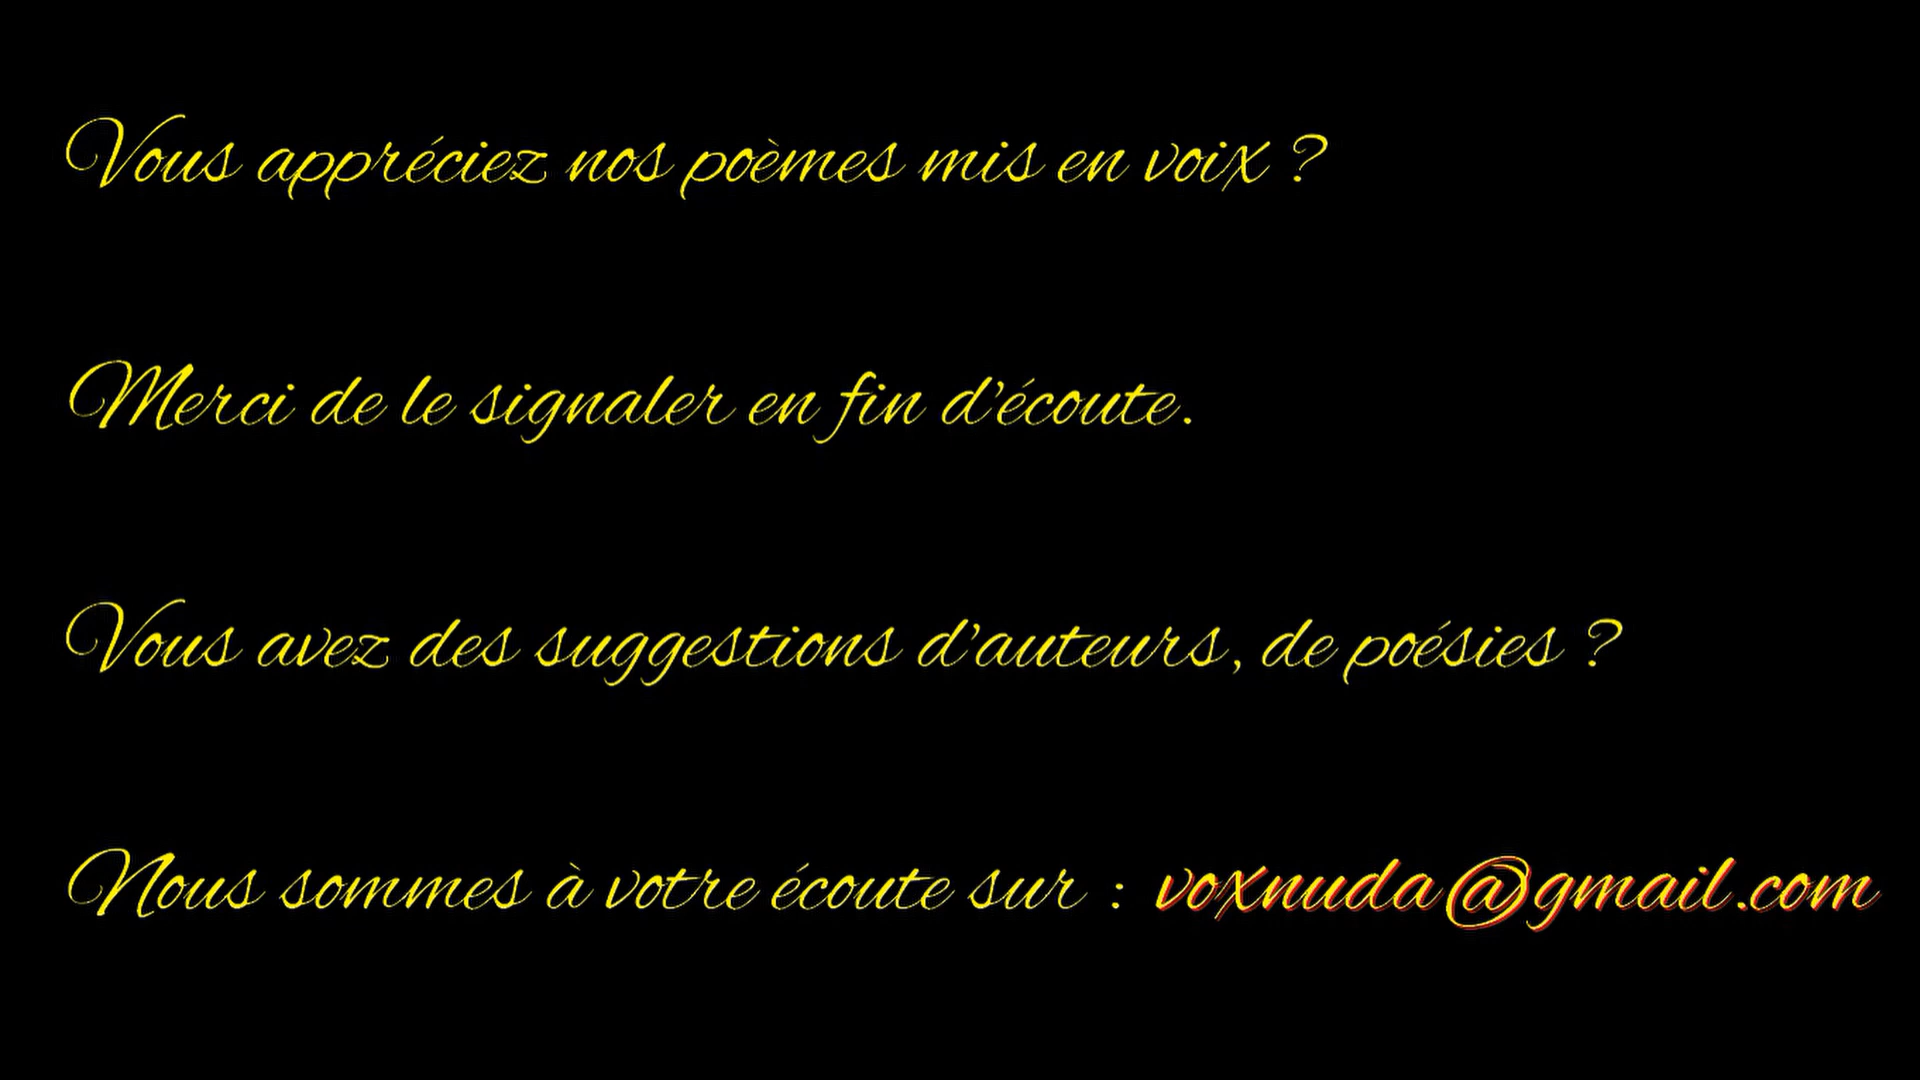 Vous appréciez nos poèmes mis en voix ?
Merci de le signaler en fin d'écoute.
Vous avez des suggestions d'auteurs, de poésies ?
Nous sommes à votre écoute sur : voxnuda@gmail.com